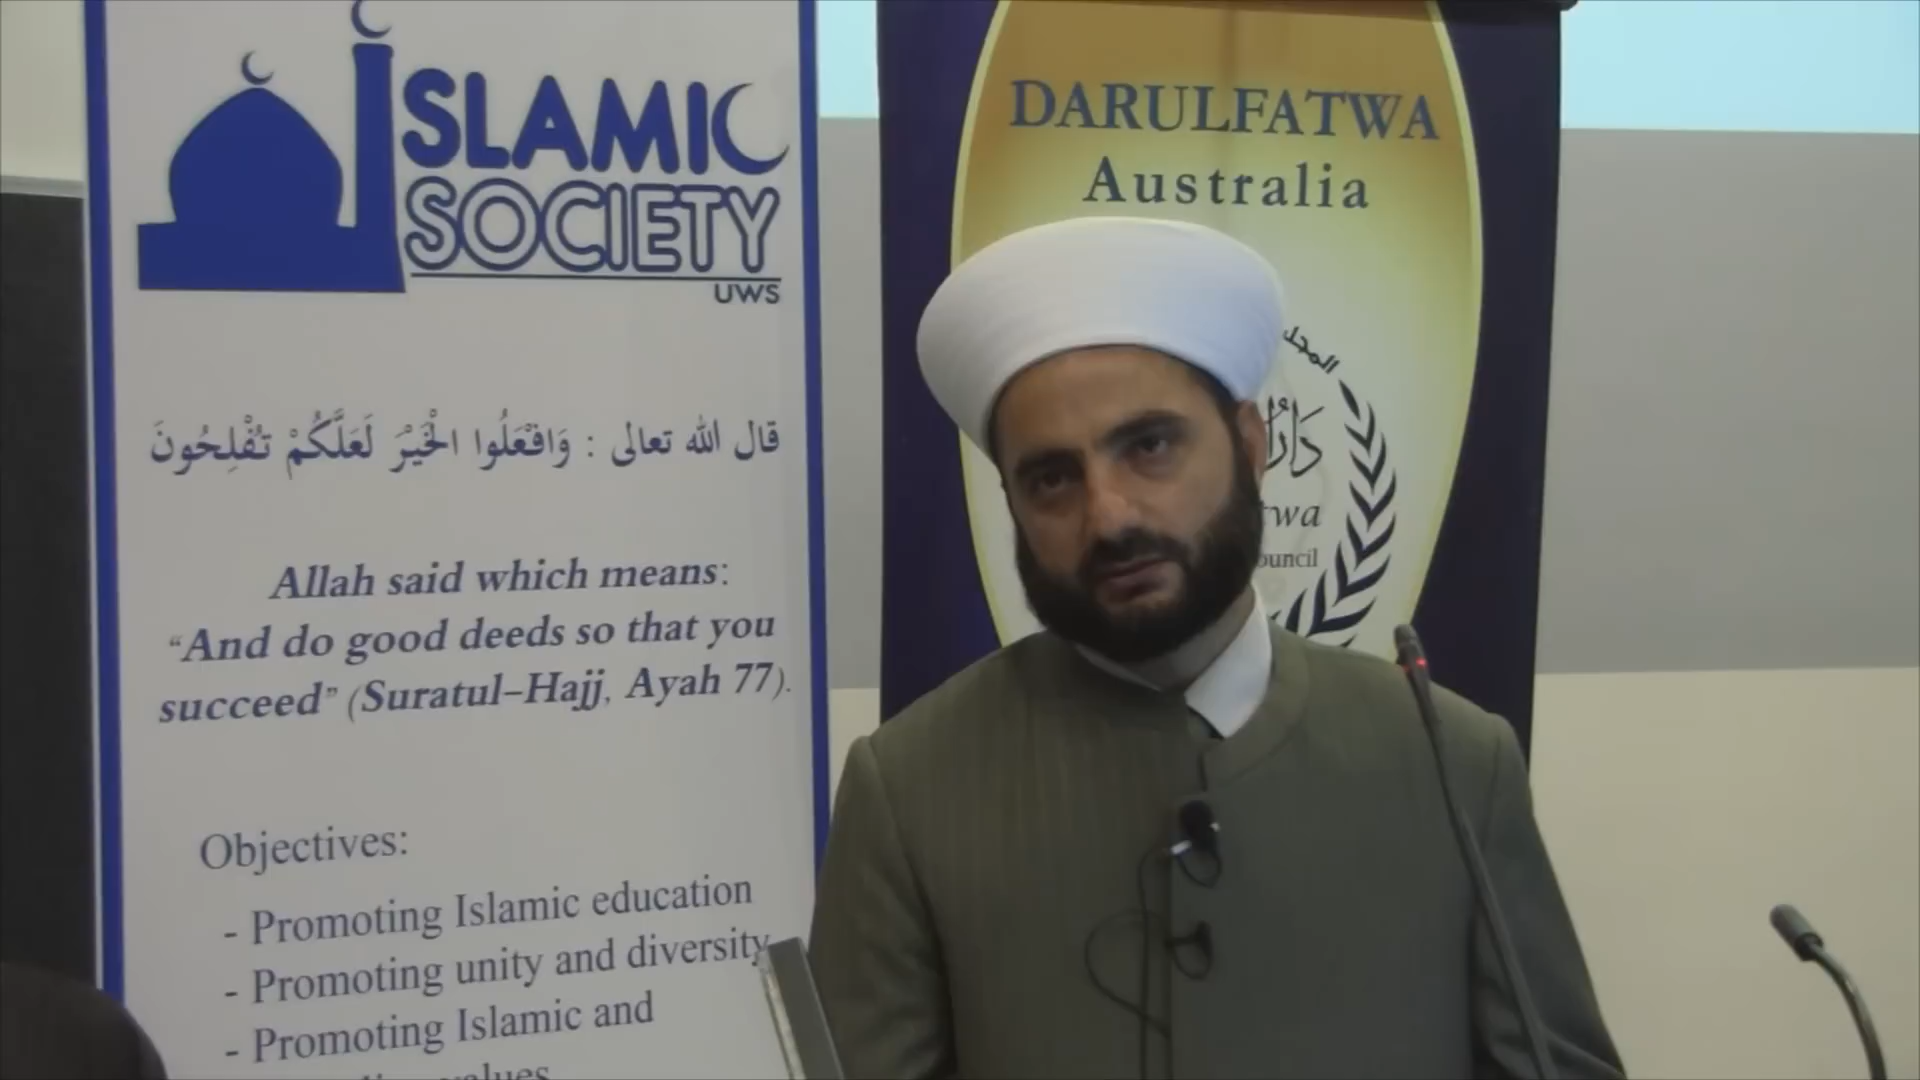 ISLAMIC
SOCIETY
UWS
قال الله تعالى : وَافْعَلُوا الْخَيْرَ لَعَلَّكُمْ تُفْلِحُونَ
Allah said which means:
“And do good deeds so that you
succeed” (Suratul-Hajj, Ayah 77).
Objectives:
- Promoting Islamic education
- Promoting unity and diversity
- Promoting Islamic and
values
DARULFATWA
Australia